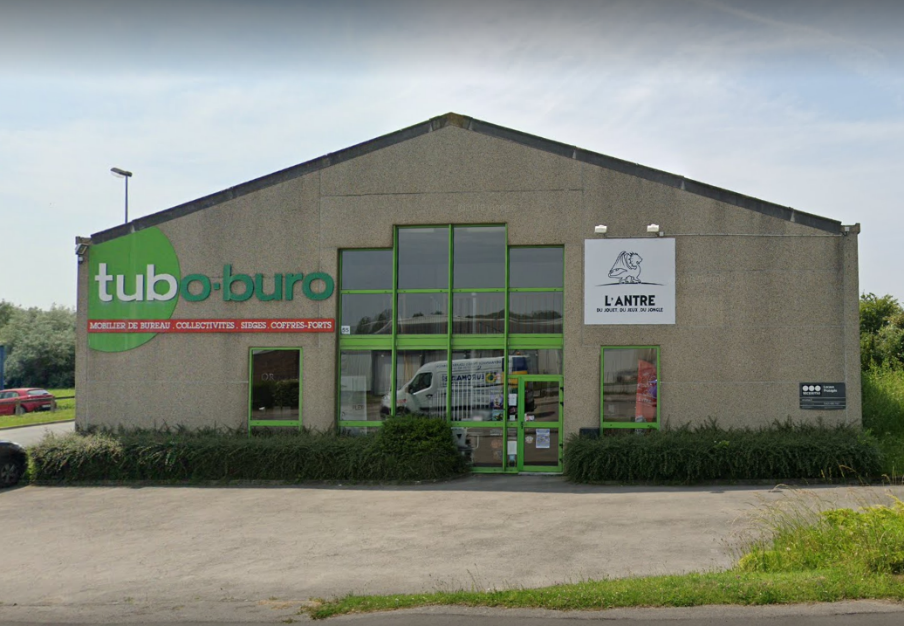 tubo-buro
MOBILIER DE BUREAU . COLLECTIVITES . SIEGES . COFFRES-FORTS
L'ANTRE
DU JOUET, DU JEUX, DU JONGLE